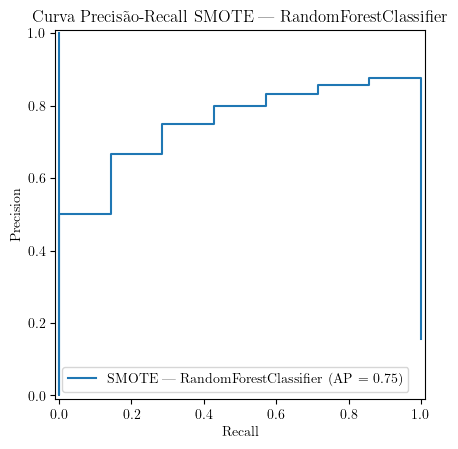 Curva Precisão-Recall SMOTE — RandomForestClassifier
1.0
0.8
0.6
0.4
0.2
0.0
Precision
SMOTE — RandomForestClassifier (AP = 0.75)
0.0 0.2 0.4 0.6 0.8 1.0
Recall